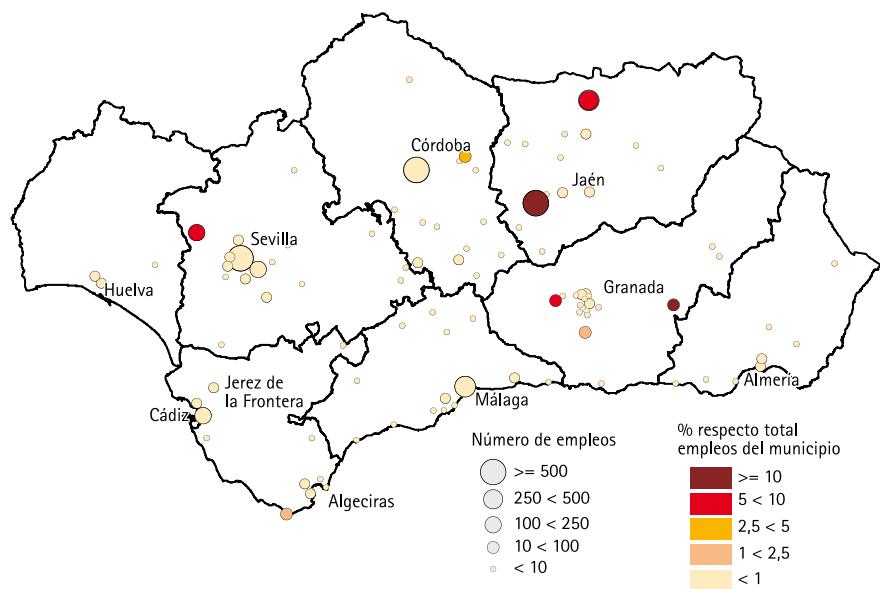 Córdoba
Jaén
Sevilla
Granada
Huelva
Jerez de
la Frontera
Cádiz
Málaga
Almería
Algeciras
Número de empleos
>= 500
250 < 500
100 < 250
10 < 100
< 10
% respecto total
empleos del municipio
>= 10
5 < 10
2,5 < 5
1 < 2,5
< 1